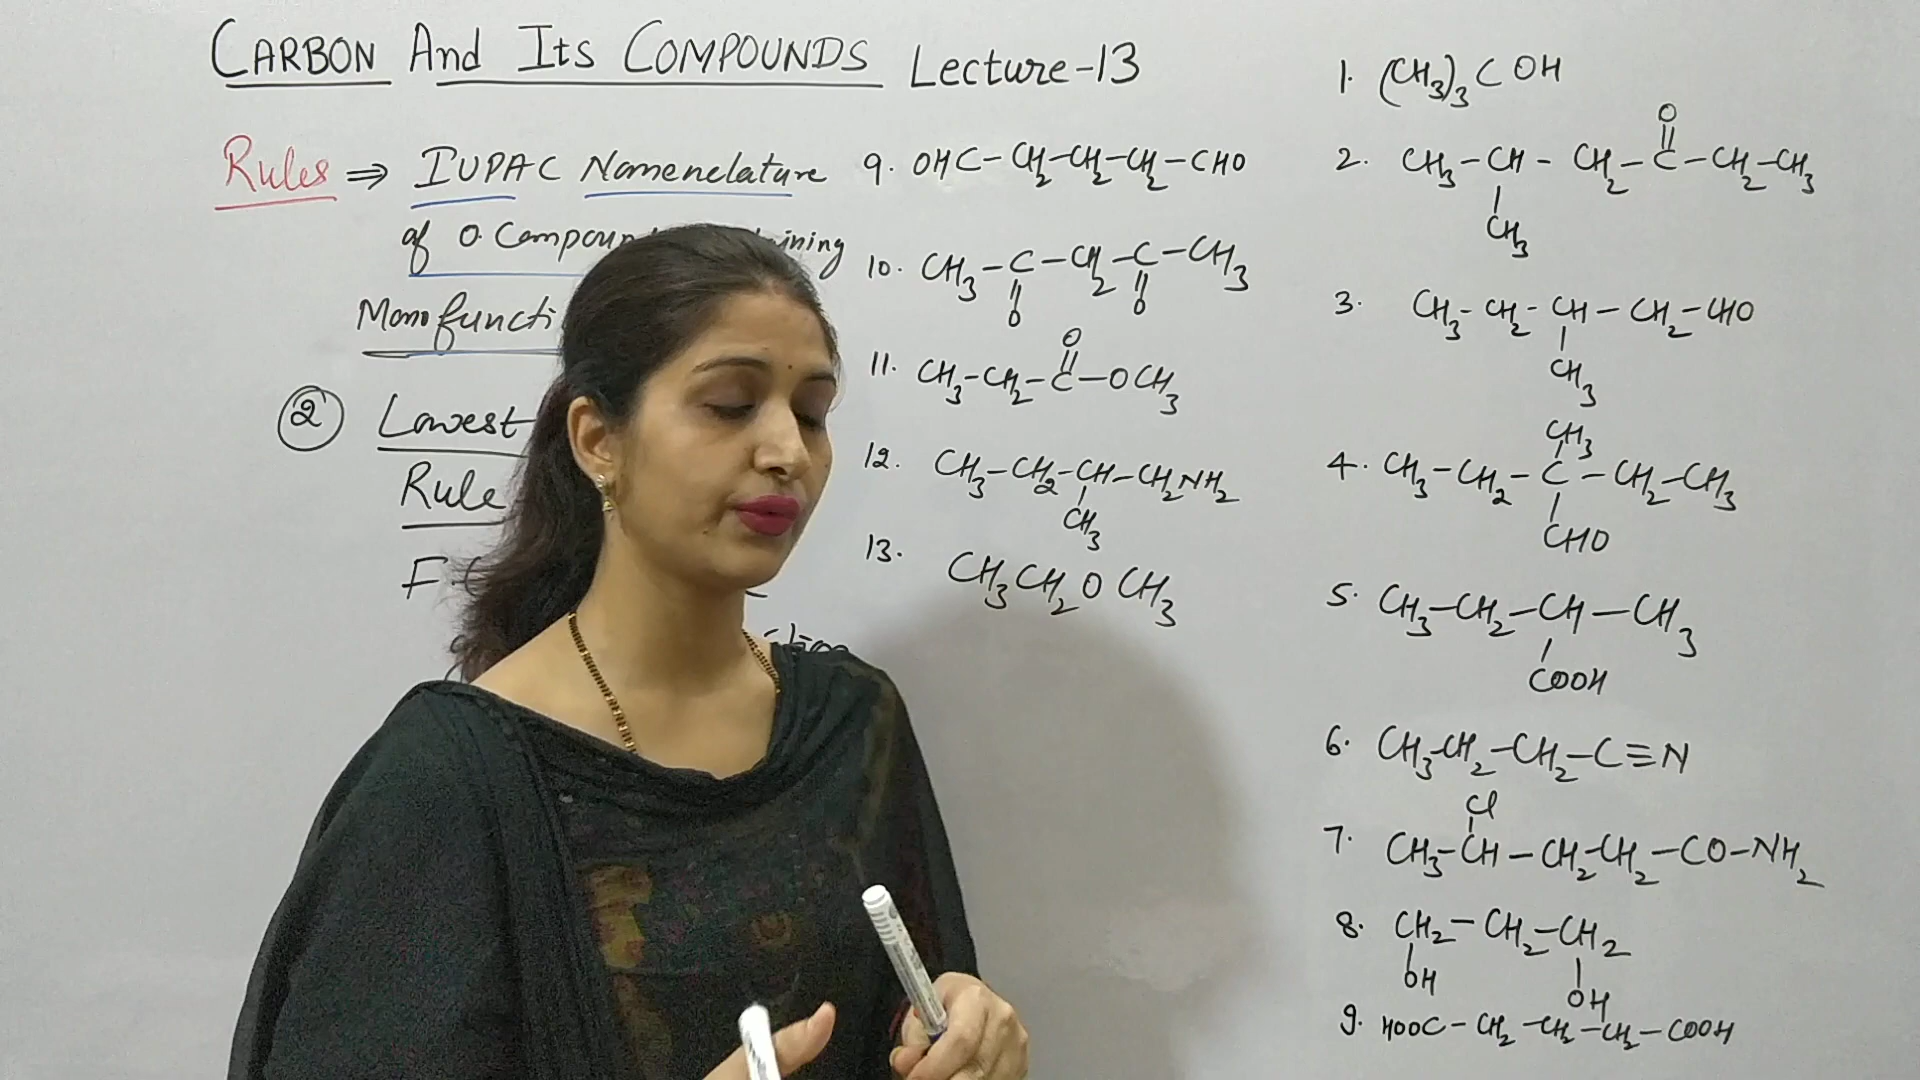 CARBON And Its COMPOUNDS Lecture-13
Rules ⇒ IUPAC Nomenclature
of O. Compoun ining
Monofuncti
② Lowest
Rule
F
ction
9. OHC-CH2-CH2-CH2-CHO
10. CH3-C-CH2-C-CH3
|| ||
O O
O
||
11. CH3-CH2-C-OCH3
12. CH3-CH2-CH-CH2NH2
|
CH3
13. CH3CH2OCH3
1. (CH3)3COH
O
||
2. CH3-CH-CH2-C-CH2-CH3
|
CH3
3. CH3-CH2-CH-CH2-CHO
|
CH3
CH3
|
4. CH3-CH2-C-CH2-CH3
|
CHO
5. CH3-CH2-CH-CH3
|
COOH
6. CH3-CH2-CH2-C≡N
Cl
|
7. CH3-CH-CH2-CH2-CO-NH2
8. CH2-CH2-CH2
| |
OH OH
9. HOOC-CH2-CH2-CH2-COOH